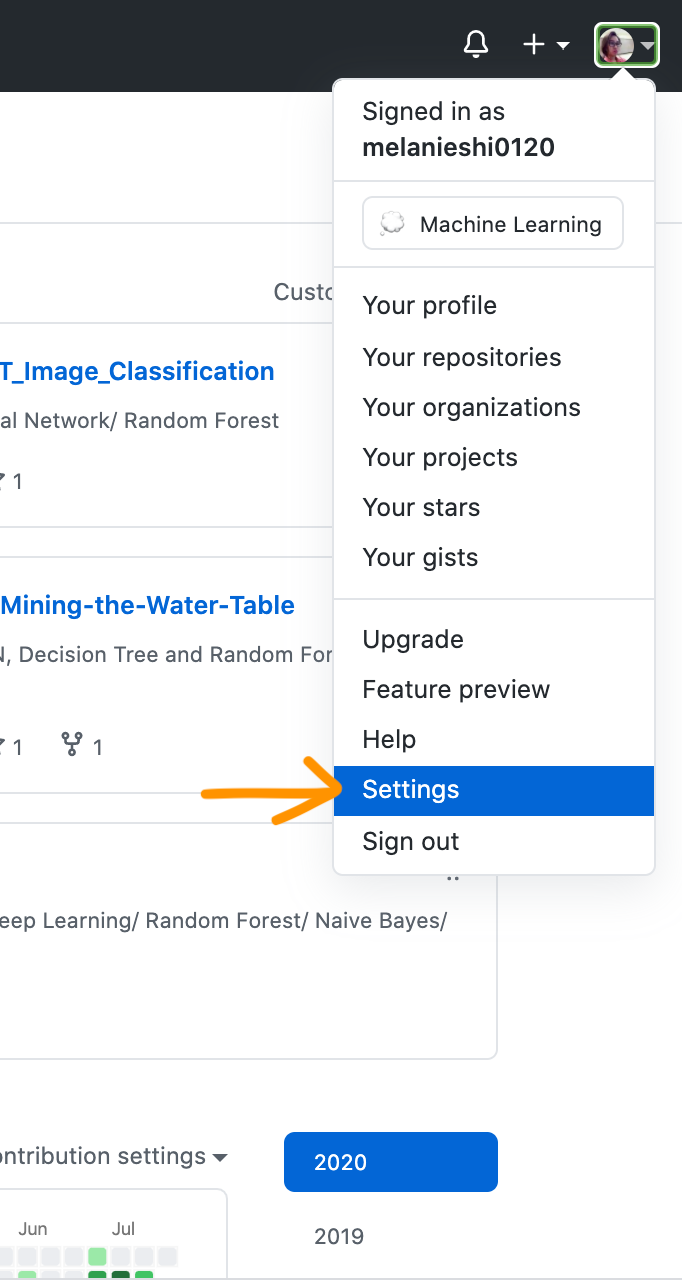 Signed in as
melanieshi0120
Machine Learning
Your profile
Your repositories
Your organizations
Your projects
Your stars
Your gists
Upgrade
Feature preview
Help
Settings
Sign out
Custo
T_Image_Classification
al Network/ Random Forest
1
Mining-the-Water-Table
N, Decision Tree and Random For
1
1
eep Learning/ Random Forest/ Naive Bayes/
ontribution settings
2020
2019
Jun Jul